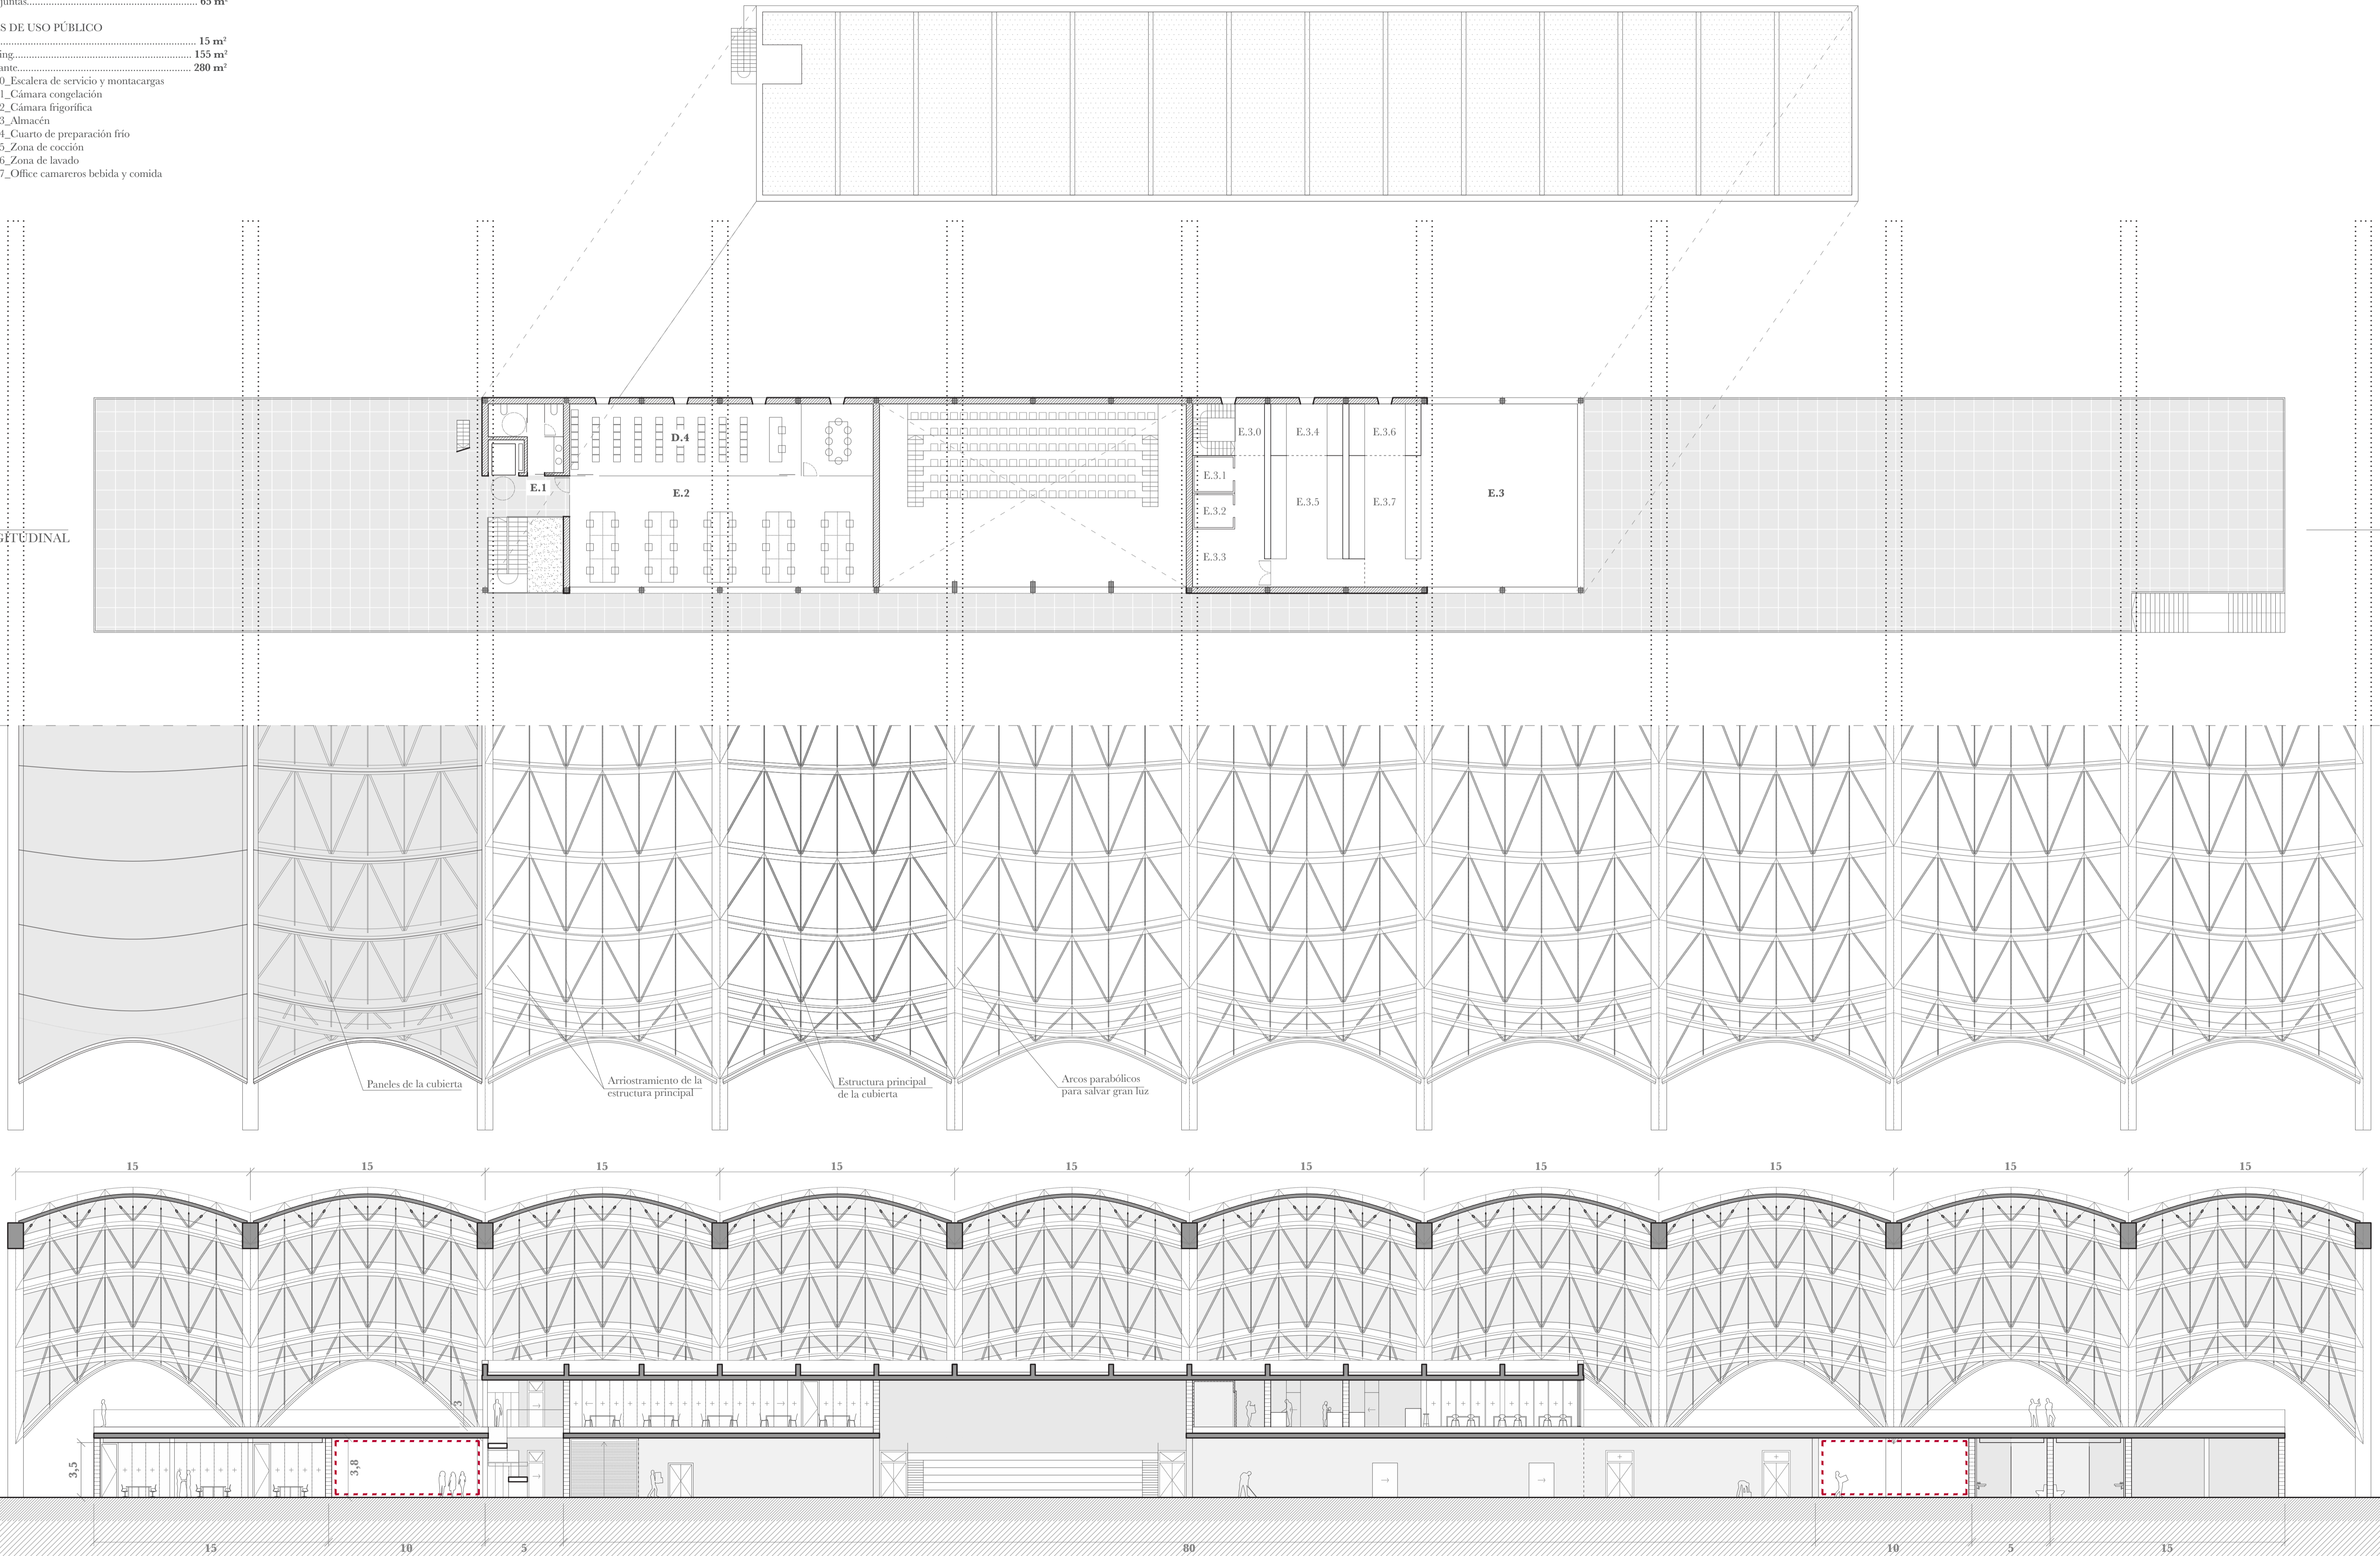 juntas.............................................................. 65 m²
S DE USO PÚBLICO
........................................................................ 15 m²
ing.................................................................. 155 m²
ante................................................................ 280 m²
0_Escalera de servicio y montacargas
1_Cámara congelación
2_Cámara frigorífica
3_Almacén
4_Cuarto de preparación frío
5_Zona de cocción
6_Zona de lavado
7_Office camareros bebida y comida
D.4
E.1
E.2
E.3.0
E.3.4
E.3.6
E.3.1
E.3.2
E.3.5
E.3.7
E.3
E.3.3
GITUDINAL
Paneles de la cubierta
Arriostramiento de la
estructura principal
Estructura principal
de la cubierta
Arcos parabólicos
para salvar gran luz
15 15 15 15 15 15 15 15 15 15
3
3,5
3,8
15 10 5 80 10 5 15